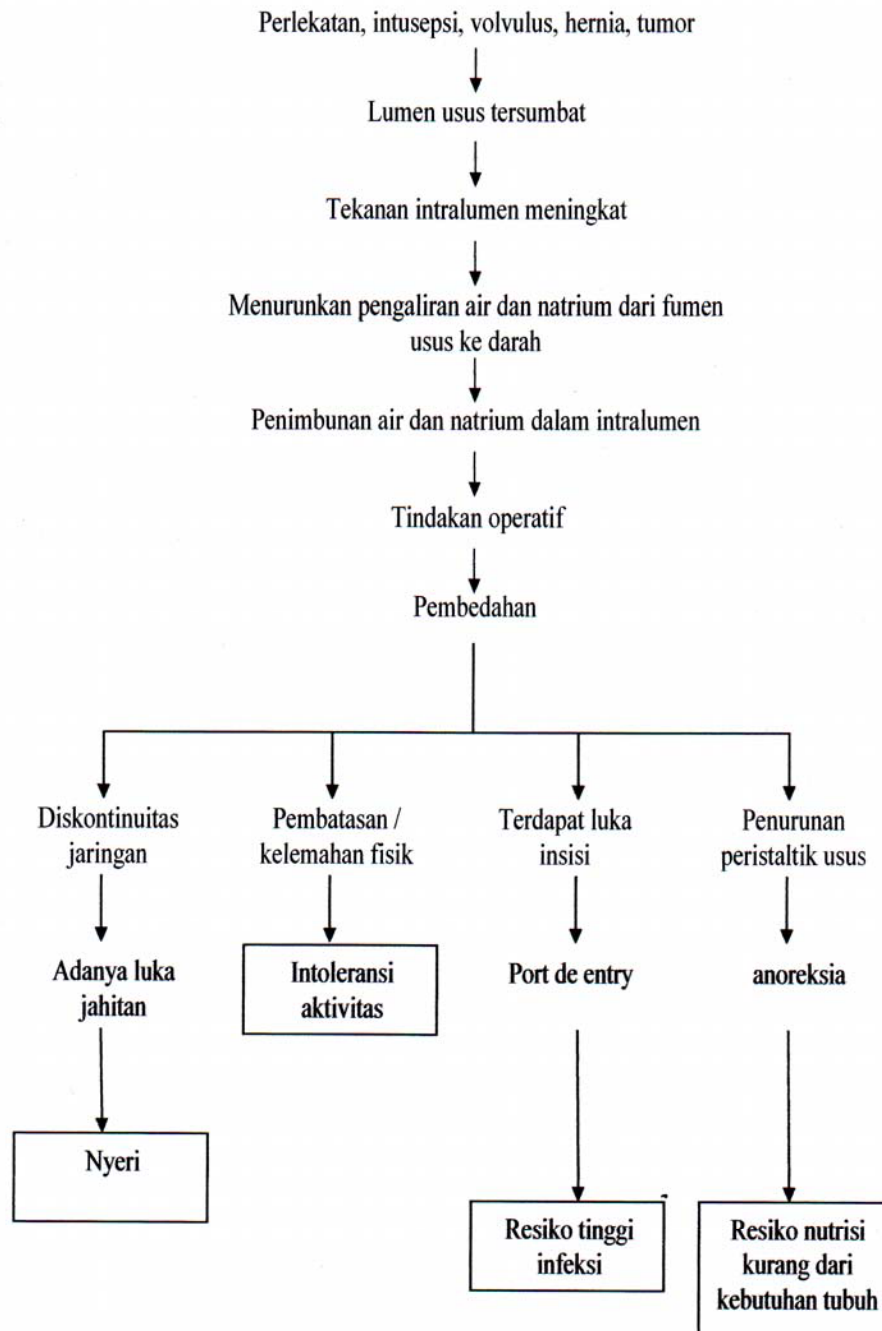 Perlekatan, intusepsi, volvulus, hernia, tumor
Lumen usus tersumbat
Tekanan intralumen meningkat
Menurunkan pengaliran air dan natrium dari fumen
usus ke darah
Penimbunan air dan natrium dalam intralumen
Tindakan operatif
Pembedahan
Diskontinuitas
jaringan
Pembatasan /
kelemahan fisik
Terdapat luka
insisi
Penurunan
peristaltik usus
Adanya luka
jahitan
Intoleransi
aktivitas
Port de entry
anoreksia
Nyeri
Resiko tinggi
infeksi
Resiko nutrisi
kurang dari
kebutuhan tubuh